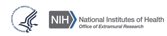 NIH National Institutes of Health
Office of Extramural Research